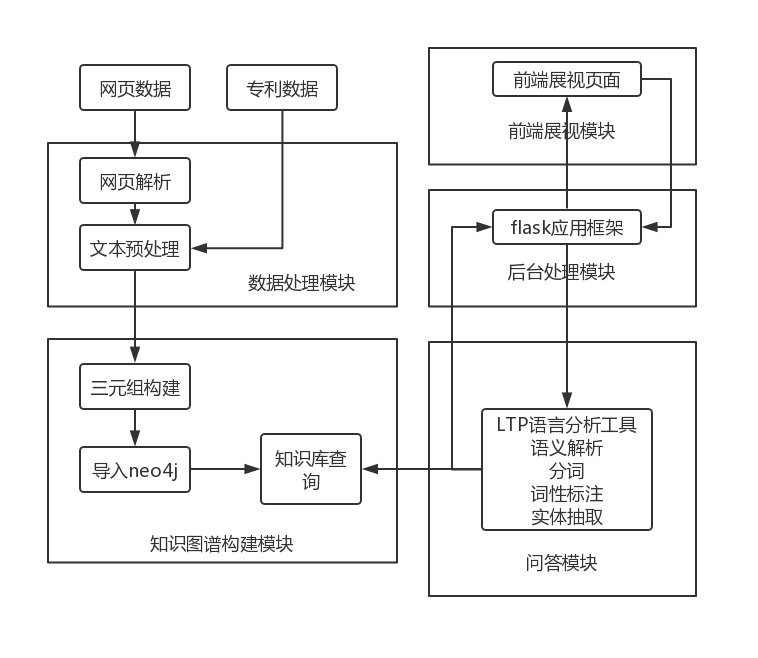 网页数据
专利数据
网页解析
文本预处理
数据处理模块
三元组构建
导入neo4j
知识库查
询
知识图谱构建模块
前端展视页面
前端展视模块
flask应用框架
后台处理模块
LTP语言分析工具
语义解析
分词
词性标注
实体抽取
问答模块